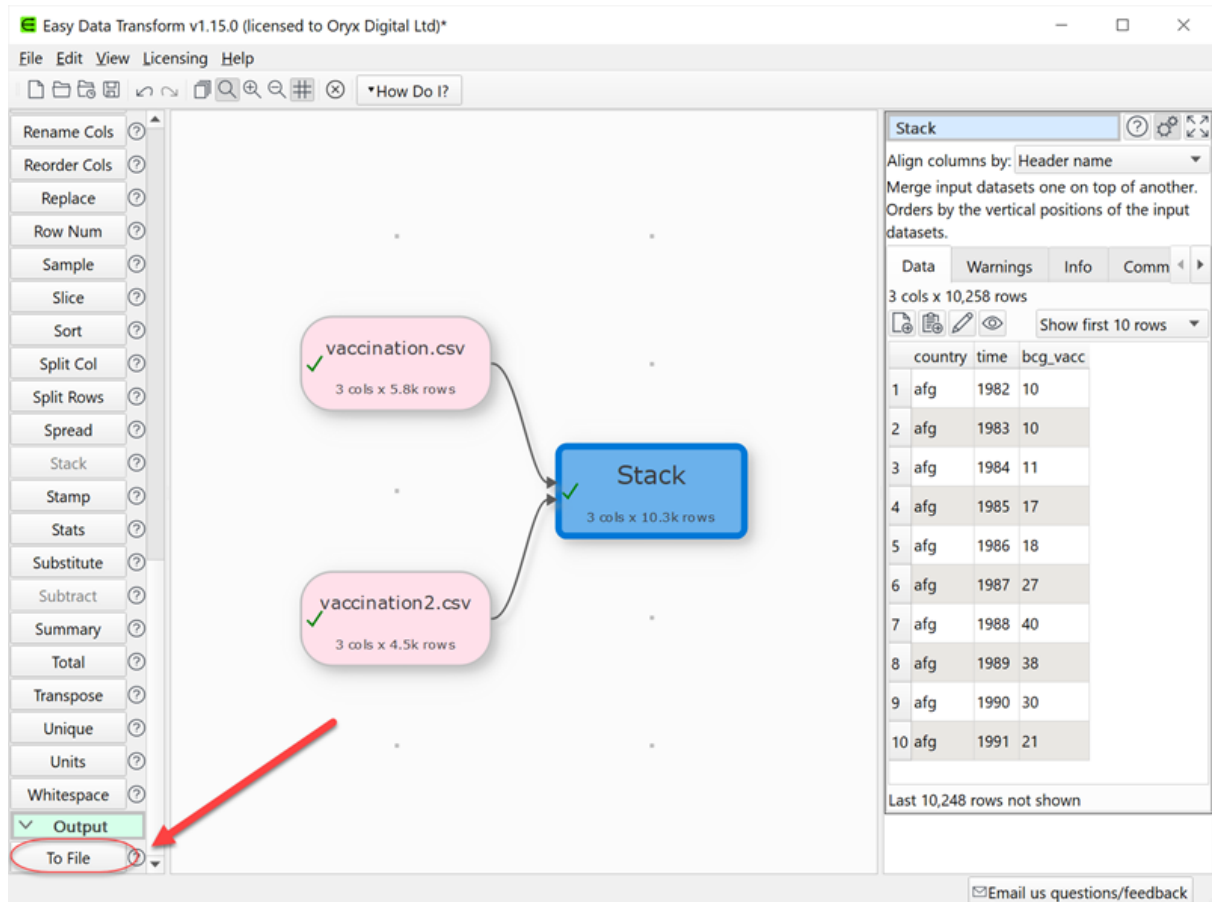 Easy Data Transform v1.15.0 (licensed to Oryx Digital Ltd)*
File Edit View Licensing Help
How Do I?
Rename Cols
Reorder Cols
Replace
Row Num
Sample
Slice
Sort
Split Col
Split Rows
Spread
Stack
Stamp
Stats
Substitute
Subtract
Summary
Total
Transpose
Unique
Units
Whitespace
Output
To File
vaccination.csv
3 cols x 5.8k rows
Stack
3 cols x 10.3k rows
vaccination2.csv
3 cols x 4.5k rows
Stack
Align columns by: Header name
Merge input datasets one on top of another.
Orders by the vertical positions of the input
datasets.
Data Warnings Info Comm
3 cols x 10,258 rows
Show first 10 rows
country time bcg_vacc
1 afg 1982 10
2 afg 1983 10
3 afg 1984 11
4 afg 1985 17
5 afg 1986 18
6 afg 1987 27
7 afg 1988 40
8 afg 1989 38
9 afg 1990 30
10 afg 1991 21
Last 10,248 rows not shown
Email us questions/feedback